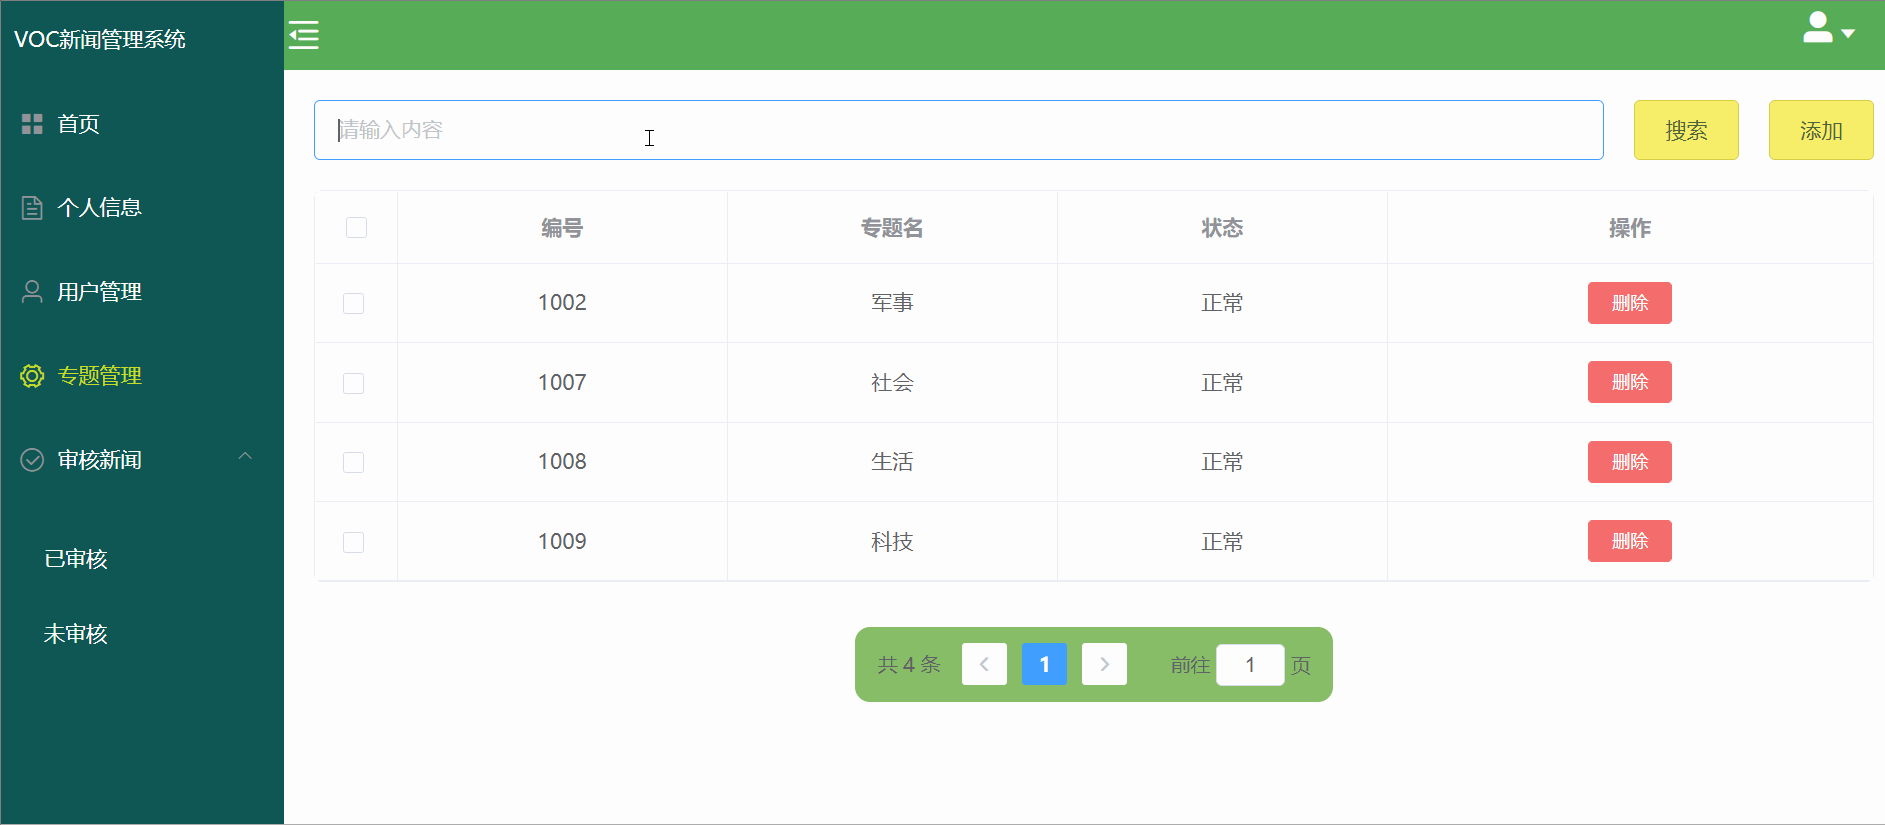 VOC新闻管理系统
首页
个人信息
用户管理
专题管理
审核新闻
已审核
未审核
请输入内容
搜索
添加
编号 专题名 状态 操作
1002 军事 正常 删除
1007 社会 正常 删除
1008 生活 正常 删除
1009 科技 正常 删除
共 4 条 1 前往 1 页